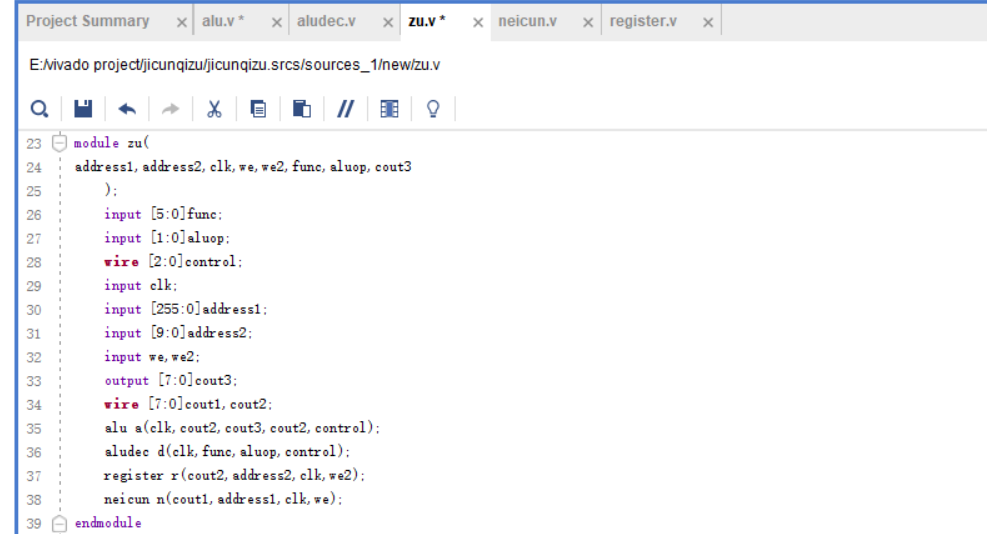 Project Summary × alu.v * × aludec.v × zu.v * × neicun.v × register.v ×
E:/vivado project/jicunqizu/jicunqizu.srcs/sources_1/new/zu.v
23 module zu(
24 address1,address2,clk,we,we2,func,aluop,cout3
25 );
26 input [5:0]func;
27 input [1:0]aluop;
28 wire [2:0]control;
29 input clk;
30 input [255:0]address1;
31 input [9:0]address2;
32 input we,we2;
33 output [7:0]cout3;
34 wire [7:0]cout1,cout2;
35 alu a(clk,cout2,cout3,cout2,control);
36 aludec d(clk,func,aluop,control);
37 register r(cout2,address2,clk,we2);
38 neicun n(cout1,address1,clk,we);
39 endmodule